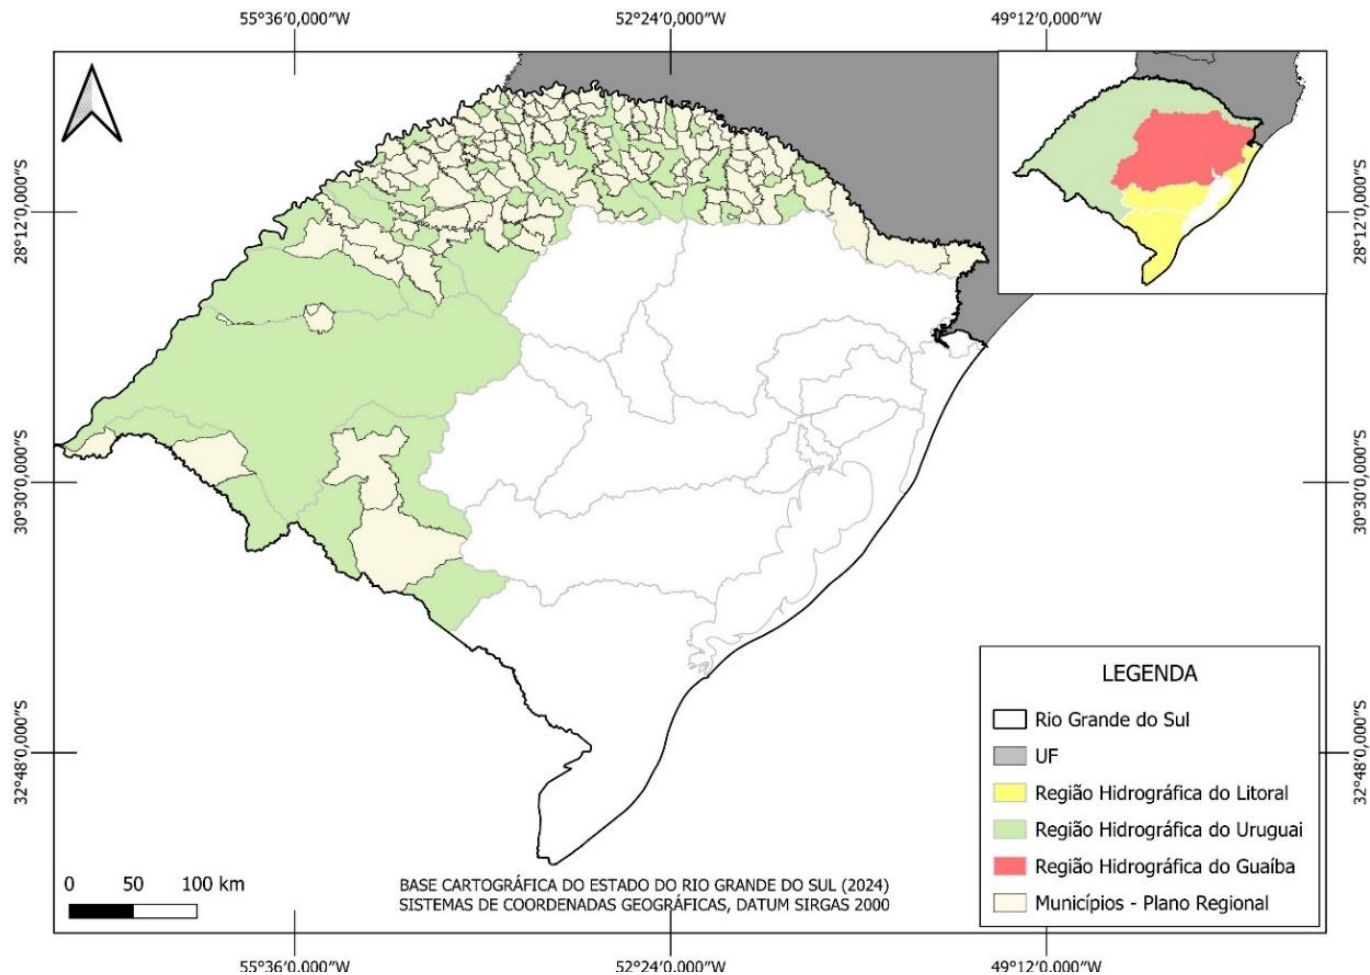 55°36′0,000″W
52°24′0,000″W
49°12′0,000″W
28°12′0,000″S
28°12′0,000″S
30°30′0,000″S
30°30′0,000″S
32°48′0,000″S
32°48′0,000″S
LEGENDA
Rio Grande do Sul
UF
Região Hidrográfica do Litoral
Região Hidrográfica do Uruguai
Região Hidrográfica do Guaíba
Municípios - Plano Regional
0 50 100 km
BASE CARTOGRÁFICA DO ESTADO DO RIO GRANDE DO SUL (2024)
SISTEMAS DE COORDENADAS GEOGRÁFICAS, DATUM SIRGAS 2000
55°36′0,000″W
52°24′0,000″W
49°12′0,000″W